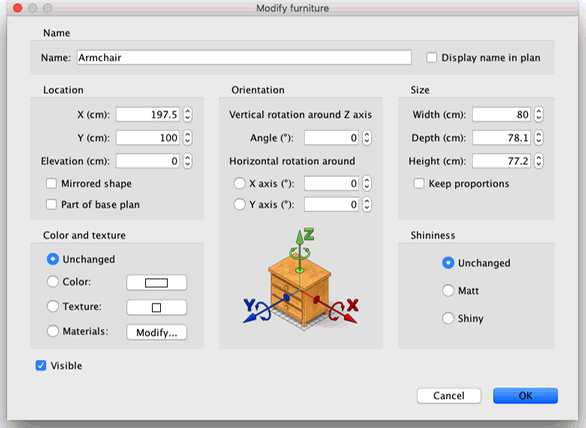 Modify furniture
Name
Name: Armchair Display name in plan
Location Orientation Size
X (cm): 197.5 Vertical rotation around Z axis Width (cm): 80
Y (cm): 100 Angle (°): 0 Depth (cm): 78.1
Elevation (cm): 0 Horizontal rotation around Height (cm): 77.2
Mirrored shape X axis (°): 0 Keep proportions
Part of base plan Y axis (°): 0
Color and texture Shininess
Unchanged Z Unchanged
Color: Matt
Texture: Y X Shiny
Materials: Modify...
Visible
Cancel OK